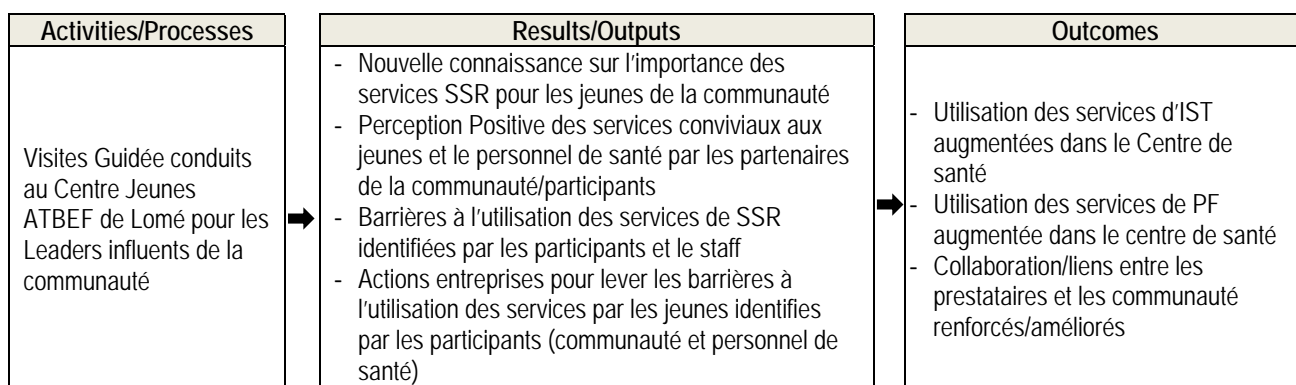 Activities/Processes
Visites Guidée conduits
au Centre Jeunes
ATBEF de Lomé pour les
Leaders influents de la
communauté
Results/Outputs
- Nouvelle connaissance sur l'importance des
services SSR pour les jeunes de la communauté
- Perception Positive des services conviviaux aux
jeunes et le personnel de santé par les partenaires
de la communauté/participants
- Barrières à l'utilisation des services de SSR
identifiées par les participants et le staff
- Actions entreprises pour lever les barrières à
l'utilisation des services par les jeunes identifies
par les participants (communauté et personnel de
santé)
Outcomes
- Utilisation des services d'IST
augmentées dans le Centre de
santé
- Utilisation des services de PF
augmentée dans le centre de santé
- Collaboration/liens entre les
prestataires et les communauté
renforcés/améliorés